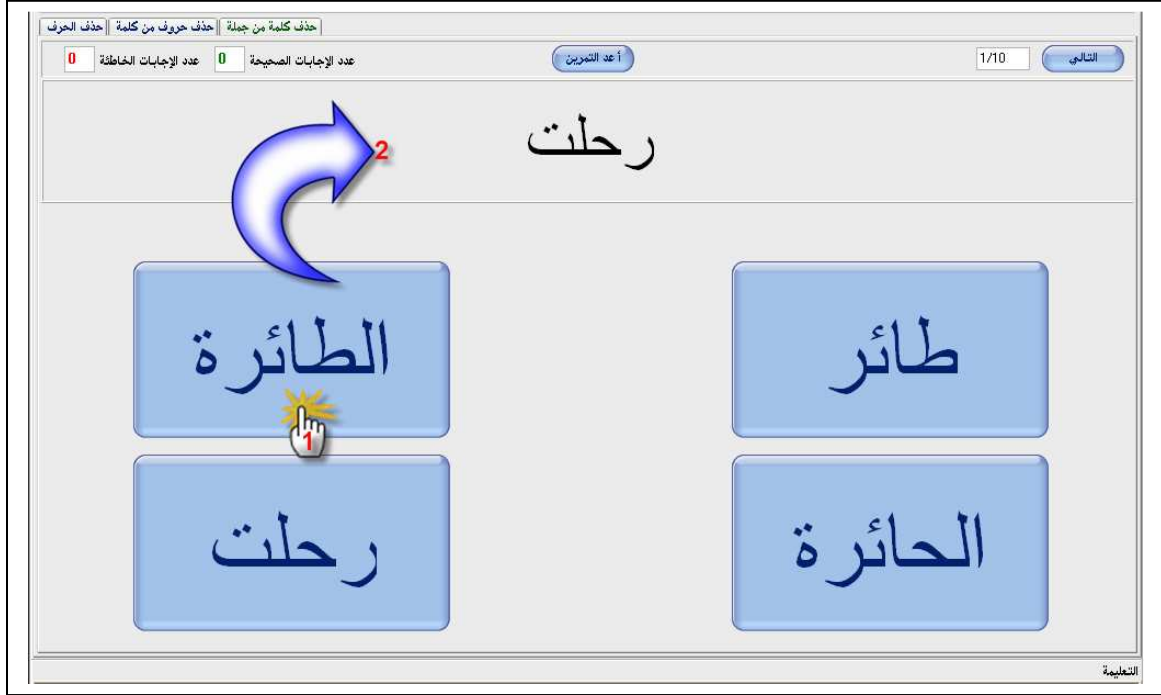 حذف كلمة من جملة حذف حروف من كلمة حذف الحرف
التالي 1/10 أعد التمرين عدد الإجابات الصحيحة 0 عدد الإجابات الخاطئة 0
رحلت 2
طائر الطائرة
1
الحائرة رحلت
التعليمة